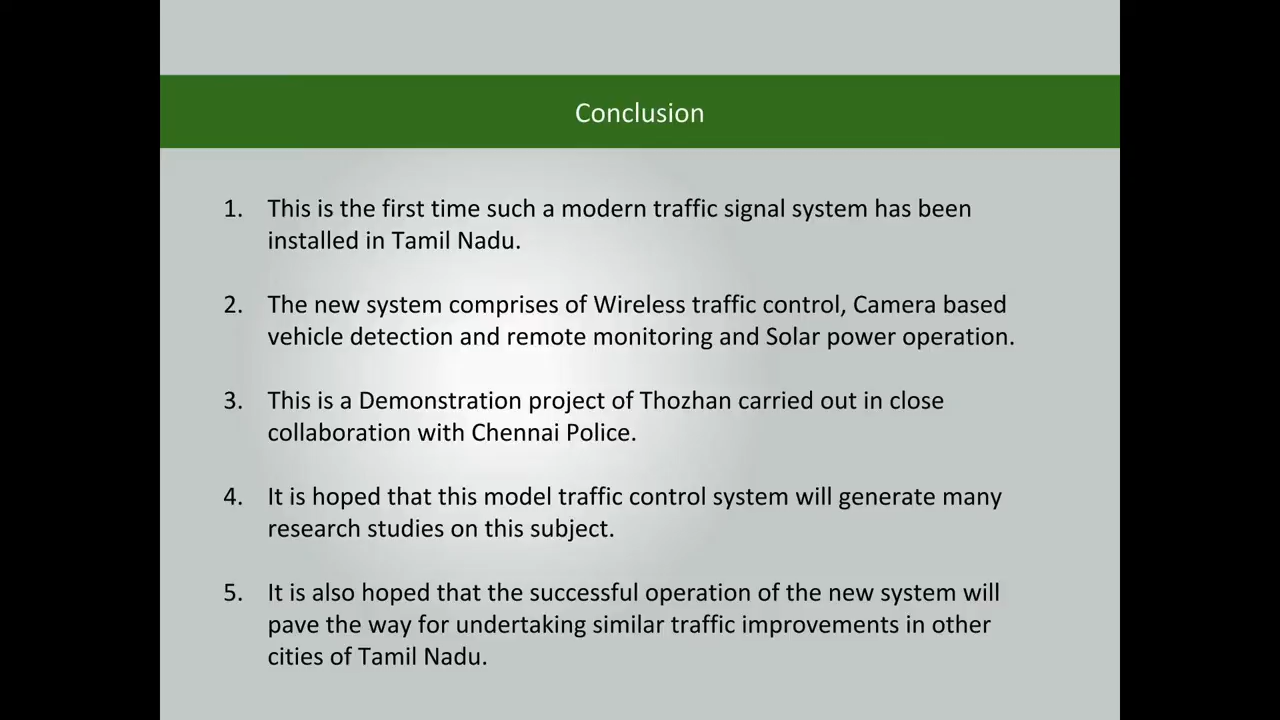 Conclusion
1. This is the first time such a modern traffic signal system has been
installed in Tamil Nadu.
2. The new system comprises of Wireless traffic control, Camera based
vehicle detection and remote monitoring and Solar power operation.
3. This is a Demonstration project of Thozhan carried out in close
collaboration with Chennai Police.
4. It is hoped that this model traffic control system will generate many
research studies on this subject.
5. It is also hoped that the successful operation of the new system will
pave the way for undertaking similar traffic improvements in other
cities of Tamil Nadu.